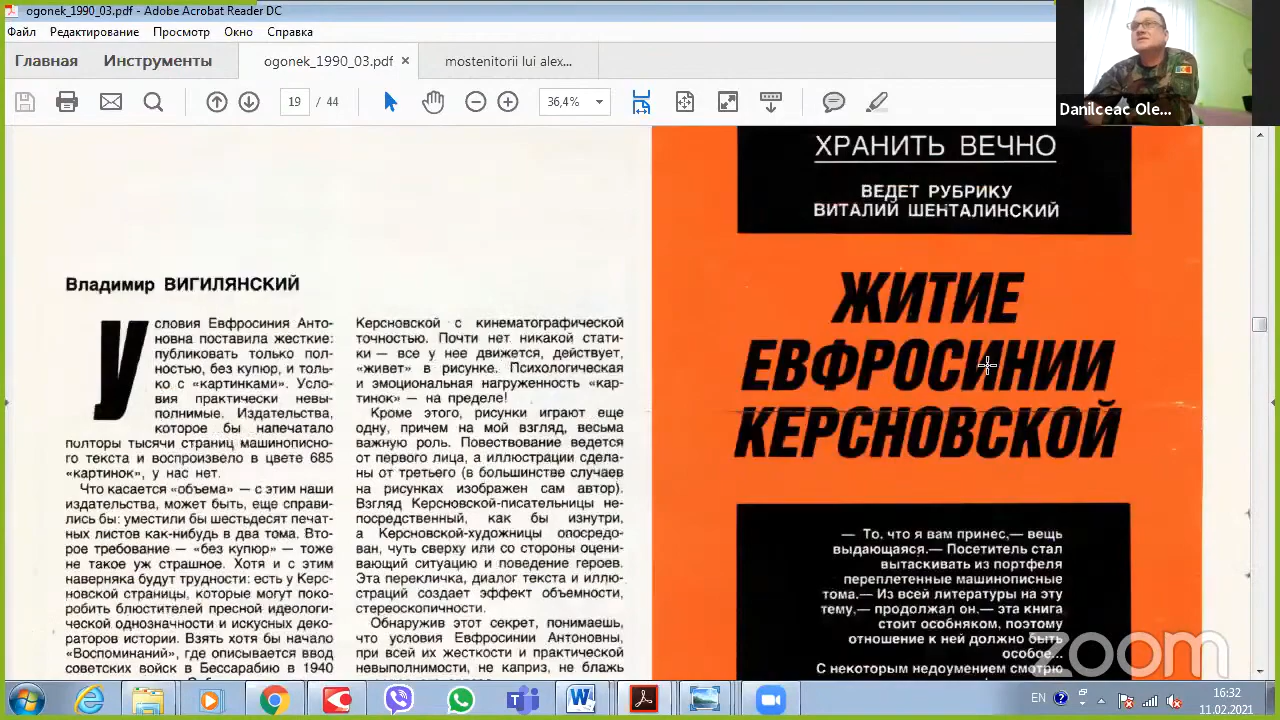 ogonek_1990_03.pdf - Adobe Acrobat Reader DC
Файл Редактирование Просмотр Окно Справка
Главная Инструменты ogonek_1990_03.pdf × mostenitorii lui alex...
19 / 44 36,4%
Danilceac Ole...
Владимир ВИГИЛЯНСКИЙ
Условия Евфросиния Анто-
новна поставила жесткие:
публиковать только пол-
ностью, без купюр, и толь-
ко с «картинками». Усло-
вия практически невы-
полнимые. Издательства,
которое бы напечатало
полторы тысячи страниц машинописно-
го текста и воспроизвело в цвете 685
«картинок», у нас нет.
Что касается «объема» — с этим наши
издательства, может быть, еще справи-
лись бы: уместили бы шестьдесят печат-
ных листов как-нибудь в два тома. Вто-
рое требование — «без купюр» — тоже
не такое уж страшное. Хотя и с этим
наверняка будут трудности: есть у Керс-
новской страницы, которые могут поко-
робить блюстителей пресной идеологи-
ческой однозначности и искусных деко-
раторов истории. Взять хотя бы начало
«Воспоминаний», где описывается ввод
советских войск в Бессарабию в 1940
Керсновской с кинематографической
точностью. Почти нет никакой стати-
ки — все у нее движется, действует,
«живет» в рисунке. Психологическая
и эмоциональная нагруженность «кар-
тинок» — на пределе!
Кроме этого, рисунки играют еще
одну, причем на мой взгляд, весьма
важную роль. Повествование ведется
от первого лица, а иллюстрации сдела-
ны от третьего (в большинстве случаев
на рисунках изображен сам автор).
Взгляд Керсновской-писательницы не-
посредственный, как бы изнутри,
а Керсновской-художницы опосредо-
ван, чуть сверху или со стороны оцени-
вающий ситуацию и поведение героев.
Эта перекличка, диалог текста и иллю-
страций создает эффект объемности,
стереоскопичности.
Обнаружив этот секрет, понимаешь,
что условия Евфросинии Антоновны,
при всей их жесткости и практической
невыполнимости, не каприз, не блажь
ХРАНИТЬ ВЕЧНО
ВЕДЕТ РУБРИКУ
ВИТАЛИЙ ШЕНТАЛИНСКИЙ
ЖИТИЕ
ЕВФРОСИНИИ
КЕРСНОВСКОЙ
— То, что я вам принес,— вещь
выдающаяся.— Посетитель стал
вытаскивать из портфеля
переплетенные машинописные
тома.— Из всей литературы на эту
тему,— продолжал он,— эта книга
стоит особняком, поэтому
отношение к ней должно быть
особое...
С некоторым недоумением смотрю
zoom
EN 16:32
11.02.2021